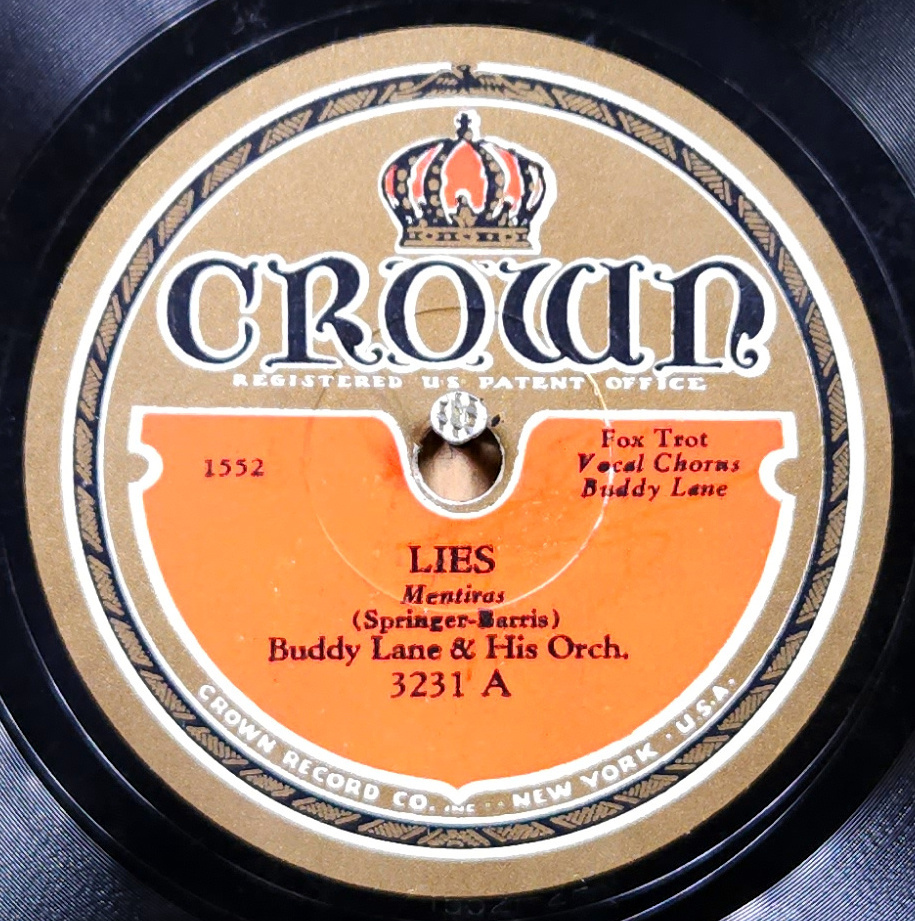 CROWN
REGISTERED U S PATENT OFFICE
1552
Fox Trot
Vocal Chorus
Buddy Lane
LIES
Mentiras
(Springer-Barris)
Buddy Lane & His Orch.
3231 A
CROWN RECORD CO. INC · · NEW YORK · U.S.A.